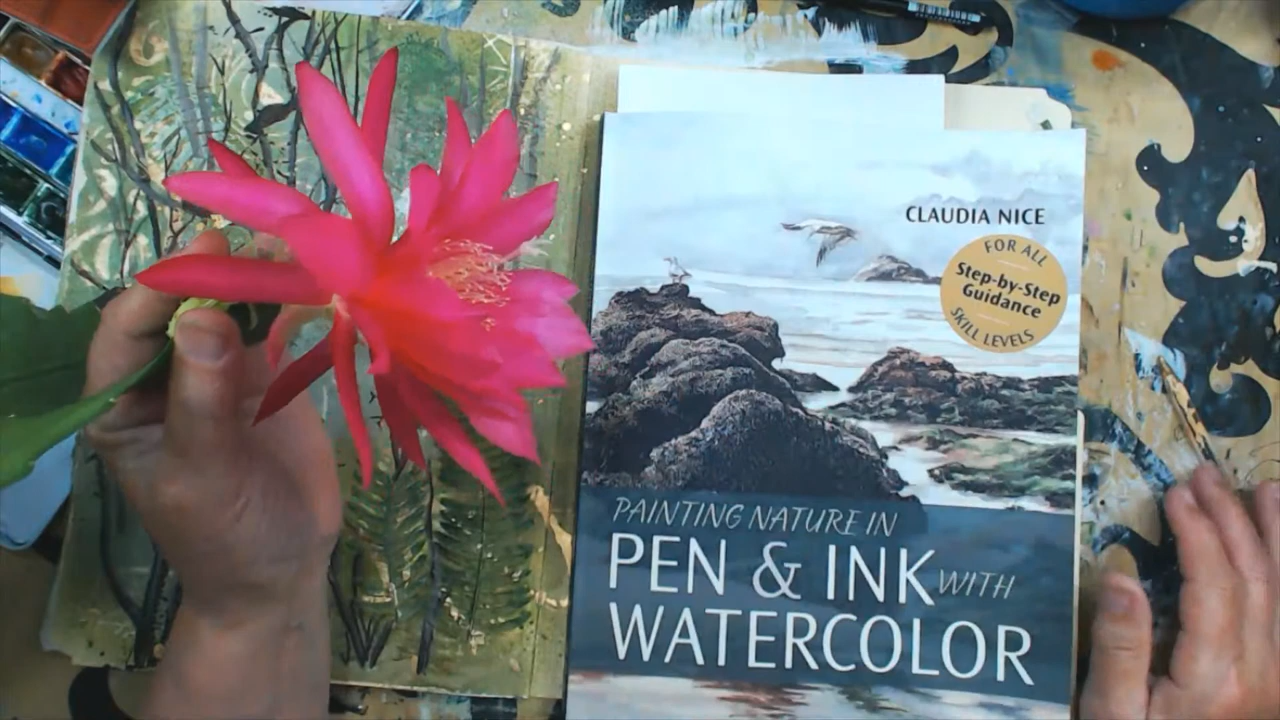 CLAUDIA NICE
FOR ALL
Step-by-Step
Guidance
SKILL LEVELS
PAINTING NATURE IN
PEN & INK WITH
WATERCOLOR